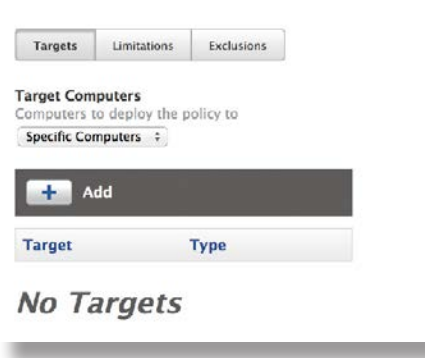 Targets Limitations Exclusions
Target Computers
Computers to deploy the policy to
Specific Computers
+ Add
Target Type
No Targets